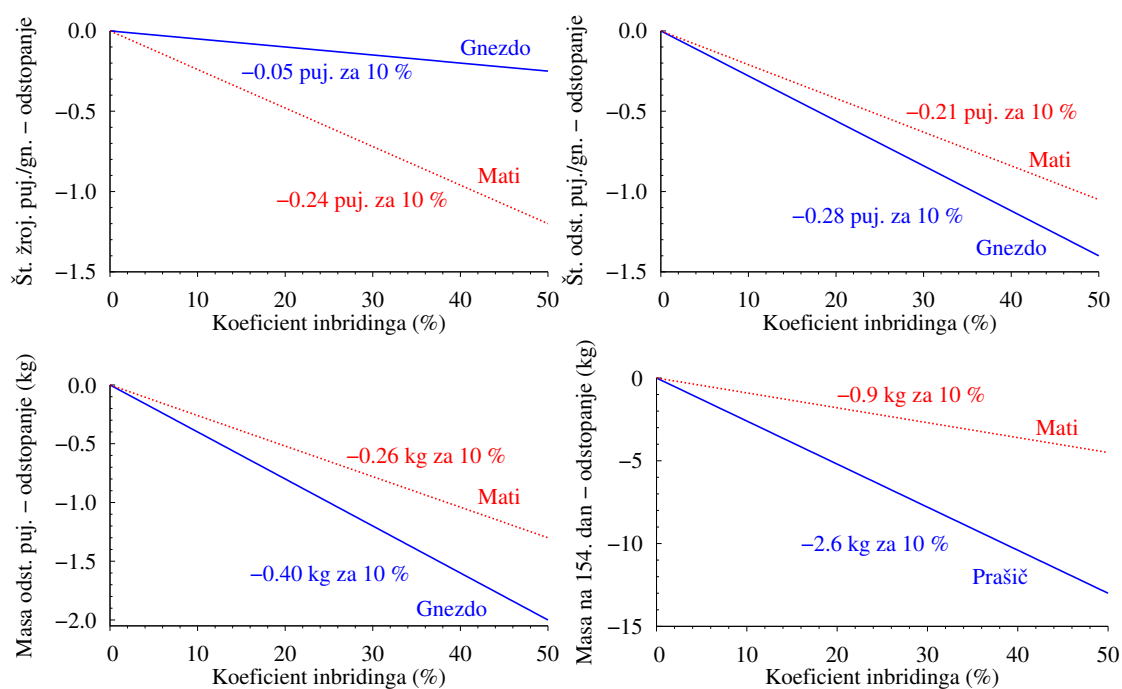 Št. žroj. puj./gn. − odstopanje
0.0
−0.5
−1.0
−1.5
Gnezdo
−0.05 puj. za 10 %
Mati
−0.24 puj. za 10 %
0 10 20 30 40 50
Koeficient inbridinga (%)
Št. odst. puj./gn. − odstopanje
0.0
−0.5
−1.0
−1.5
−0.21 puj. za 10 %
Mati
−0.28 puj. za 10 %
Gnezdo
0 10 20 30 40 50
Koeficient inbridinga (%)
Masa odst. puj. − odstopanje (kg)
0.0
−0.5
−1.0
−1.5
−2.0
−0.26 kg za 10 %
Mati
−0.40 kg za 10 %
Gnezdo
0 10 20 30 40 50
Koeficient inbridinga (%)
Masa na 154. dan − odstopanje (kg)
0
−5
−10
−15
−0.9 kg za 10 %
Mati
−2.6 kg za 10 %
Prašič
0 10 20 30 40 50
Koeficient inbridinga (%)